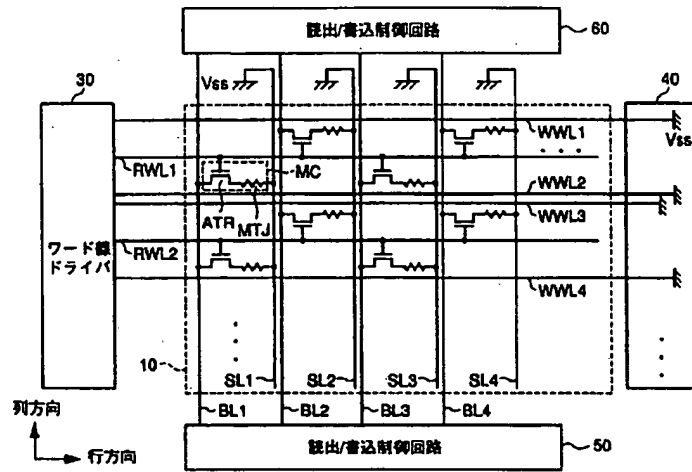 読出/書込制御回路
60
30
Vss
40
WWL1
Vss
RWL1
MC
WWL2
ATR
MTJ
WWL3
ワード線
ドライバ
RWL2
WWL4
10
SL1
SL2
SL3
SL4
列方向
BL1
BL2
BL3
BL4
行方向
読出/書込制御回路
50